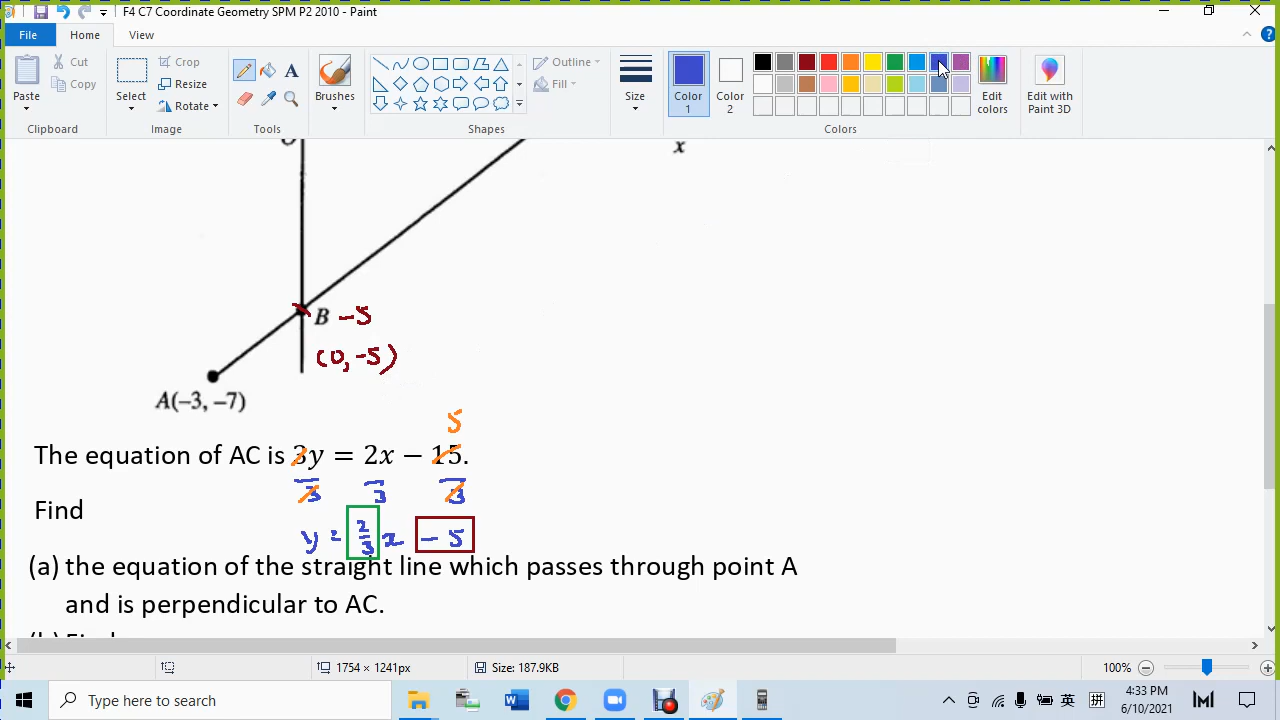 F4 C7 Coordinate Geometry SPM P2 2010 - Paint
File Home View
Paste Cut Copy Clipboard
Select Crop Resize Rotate Image
A Tools
Brushes
Shapes
Outline
Fill
Size
Color 1
Color 2
Colors
Edit colors
Edit with Paint 3D
x
B -5
(0, -5)
A(−3, −7)
5
The equation of AC is 3y = 2x − 15.
3 3 3
Find
y = 2/3 x - 5
(a) the equation of the straight line which passes through point A
and is perpendicular to AC.
1754 × 1241px
Size: 187.9KB
100%
Type here to search
英
拼
4:33 PM
6/10/2021